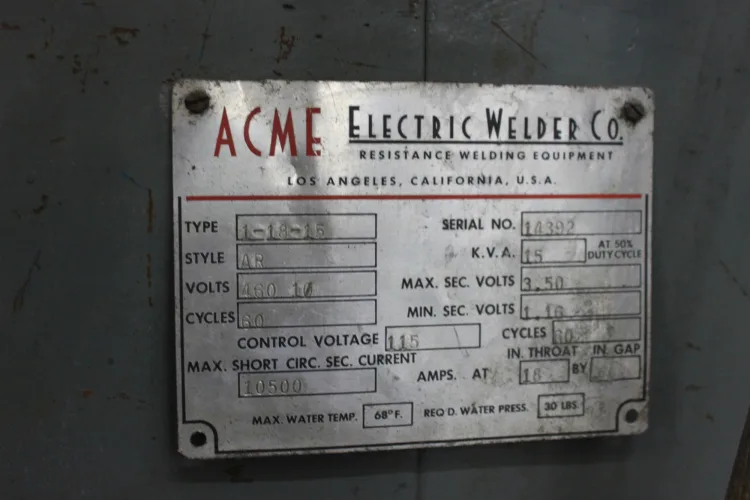 ACME ELECTRIC WELDER CO.
RESISTANCE WELDING EQUIPMENT
LOS ANGELES, CALIFORNIA, U.S.A.
TYPE 1-18-15 SERIAL NO. 14392
STYLE AR K.V.A. 15 AT 50% DUTY CYCLE
VOLTS 460 1Ø MAX. SEC. VOLTS 3.50
CYCLES 60 MIN. SEC. VOLTS 1.16
CONTROL VOLTAGE 115 CYCLES 60
MAX. SHORT CIRC. SEC. CURRENT IN. THROAT IN. GAP
10500 AMPS. AT 18 BY
MAX. WATER TEMP. 68°F. REQ'D. WATER PRESS. 30 LBS